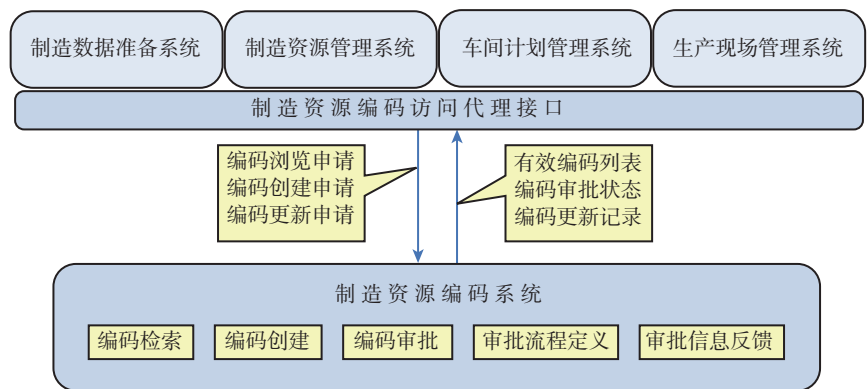 制造数据准备系统
制造资源管理系统
车间计划管理系统
生产现场管理系统
制造资源编码访问代理接口
编码浏览申请
编码创建申请
编码更新申请
有效编码列表
编码审批状态
编码更新记录
制造资源编码系统
编码检索
编码创建
编码审批
审批流程定义
审批信息反馈